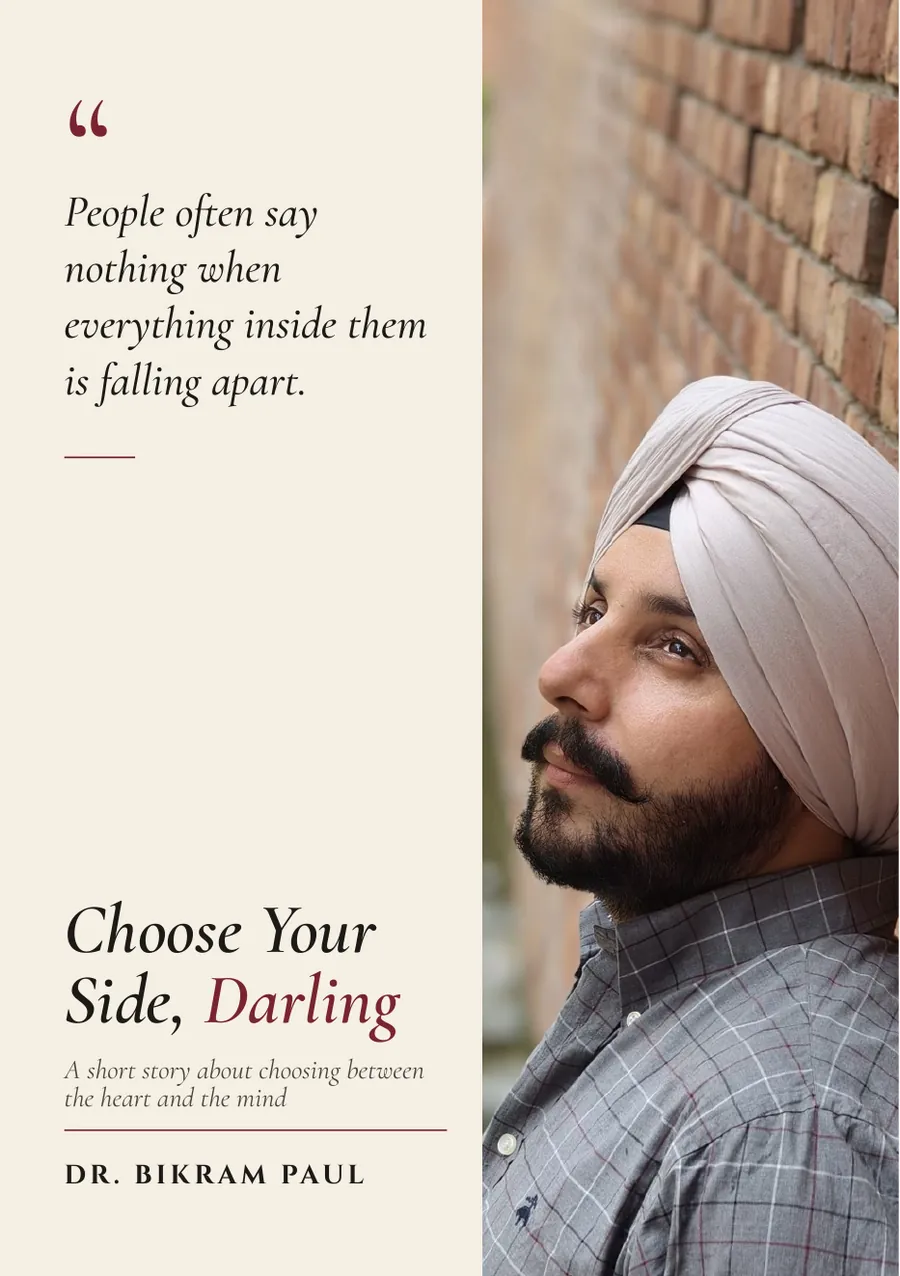 “
People often say
nothing when
everything inside them
is falling apart.
Choose Your
Side, Darling
A short story about choosing between
the heart and the mind
DR. BIKRAM PAUL